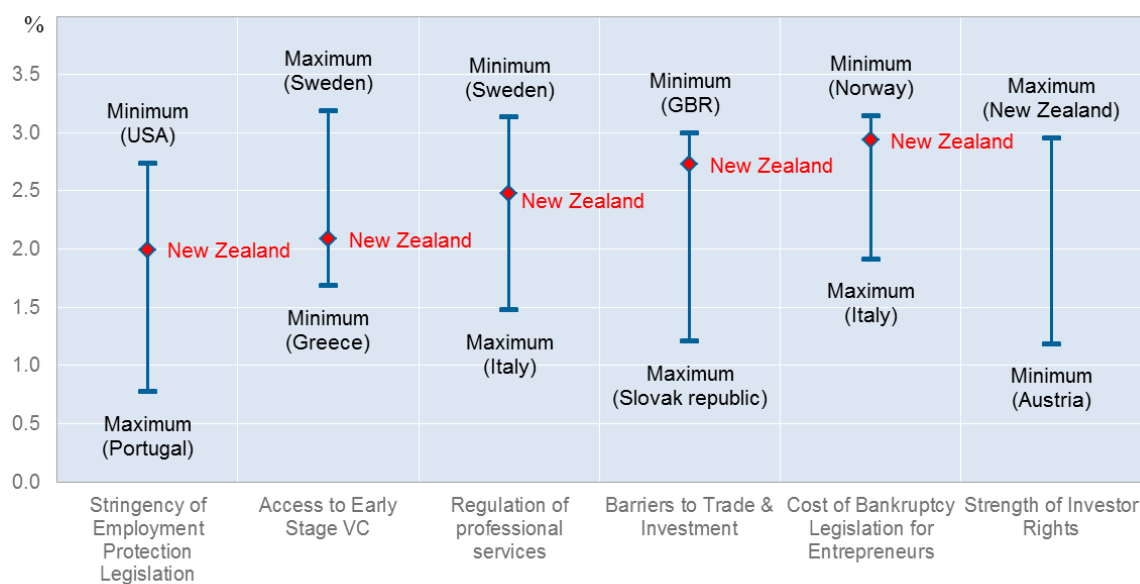 %
3.5
3.0
2.5
2.0
1.5
1.0
0.5
0.0
Minimum
(USA)
New Zealand
Maximum
(Portugal)
Maximum
(Sweden)
New Zealand
Minimum
(Greece)
Minimum
(Sweden)
New Zealand
Maximum
(Italy)
Minimum
(GBR)
New Zealand
Maximum
(Slovak republic)
Minimum
(Norway)
New Zealand
Maximum
(Italy)
Maximum
(New Zealand)
Minimum
(Austria)
Stringency of
Employment
Protection
Legislation
Access to Early
Stage VC
Regulation of
professional
services
Barriers to Trade &
Investment
Cost of Bankruptcy
Legislation for
Entrepreneurs
Strength of Investor
Rights